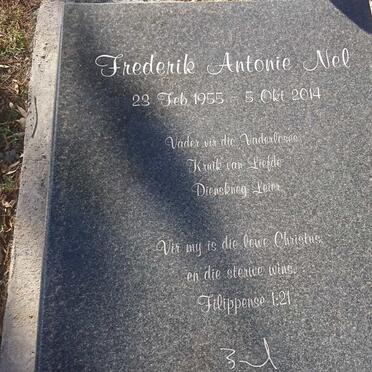 Frederik Antonie Nel
23 Feb 1955 - 5 Okt 2014
Vader vir die Vaderlose
Kruik van Liefde
Dienskneg Leier
Vir my is die lewe Christus,
en die sterwe wins.
Filippense 1:21